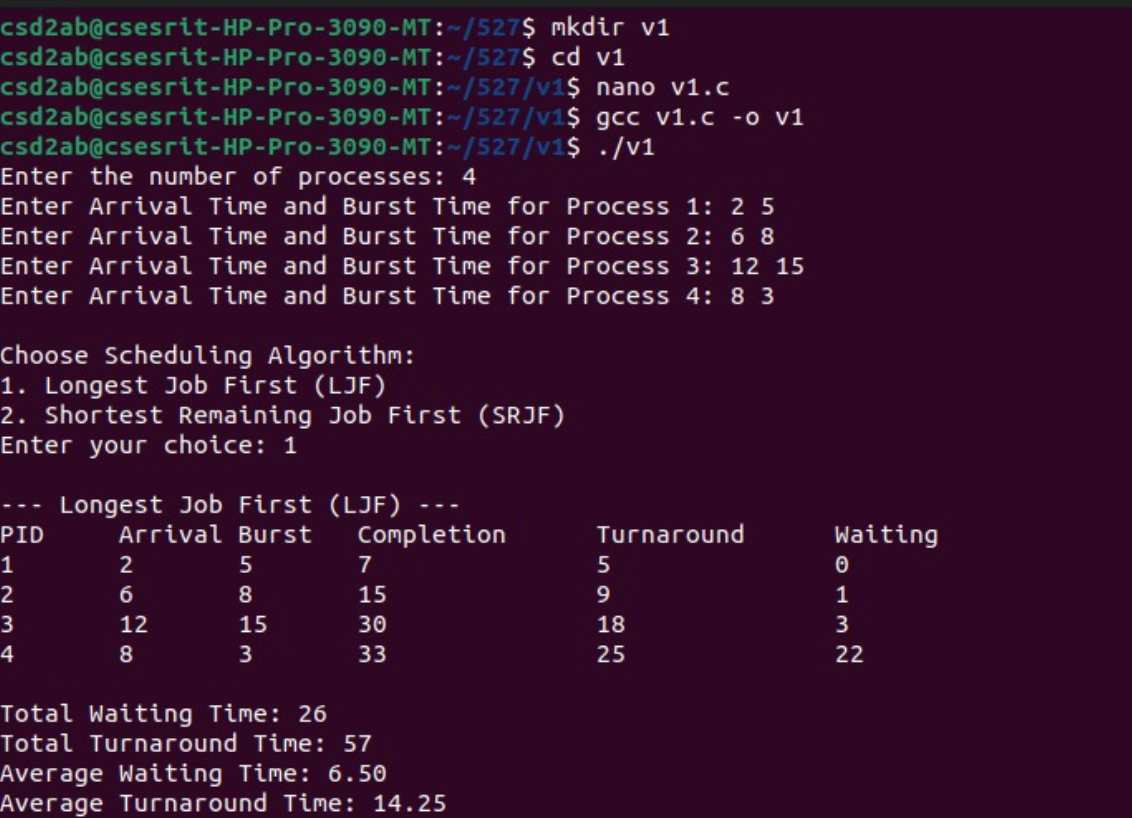 csd2ab@csesrit-HP-Pro-3090-MT:~/527$ mkdir v1
csd2ab@csesrit-HP-Pro-3090-MT:~/527$ cd v1
csd2ab@csesrit-HP-Pro-3090-MT:~/527/v1$ nano v1.c
csd2ab@csesrit-HP-Pro-3090-MT:~/527/v1$ gcc v1.c -o v1
csd2ab@csesrit-HP-Pro-3090-MT:~/527/v1$ ./v1
Enter the number of processes: 4
Enter Arrival Time and Burst Time for Process 1: 2 5
Enter Arrival Time and Burst Time for Process 2: 6 8
Enter Arrival Time and Burst Time for Process 3: 12 15
Enter Arrival Time and Burst Time for Process 4: 8 3
Choose Scheduling Algorithm:
1. Longest Job First (LJF)
2. Shortest Remaining Job First (SRJF)
Enter your choice: 1
--- Longest Job First (LJF) ---
PID Arrival Burst Completion Turnaround Waiting
1 2 5 7 5 0
2 6 8 15 9 1
3 12 15 30 18 3
4 8 3 33 25 22
Total Waiting Time: 26
Total Turnaround Time: 57
Average Waiting Time: 6.50
Average Turnaround Time: 14.25